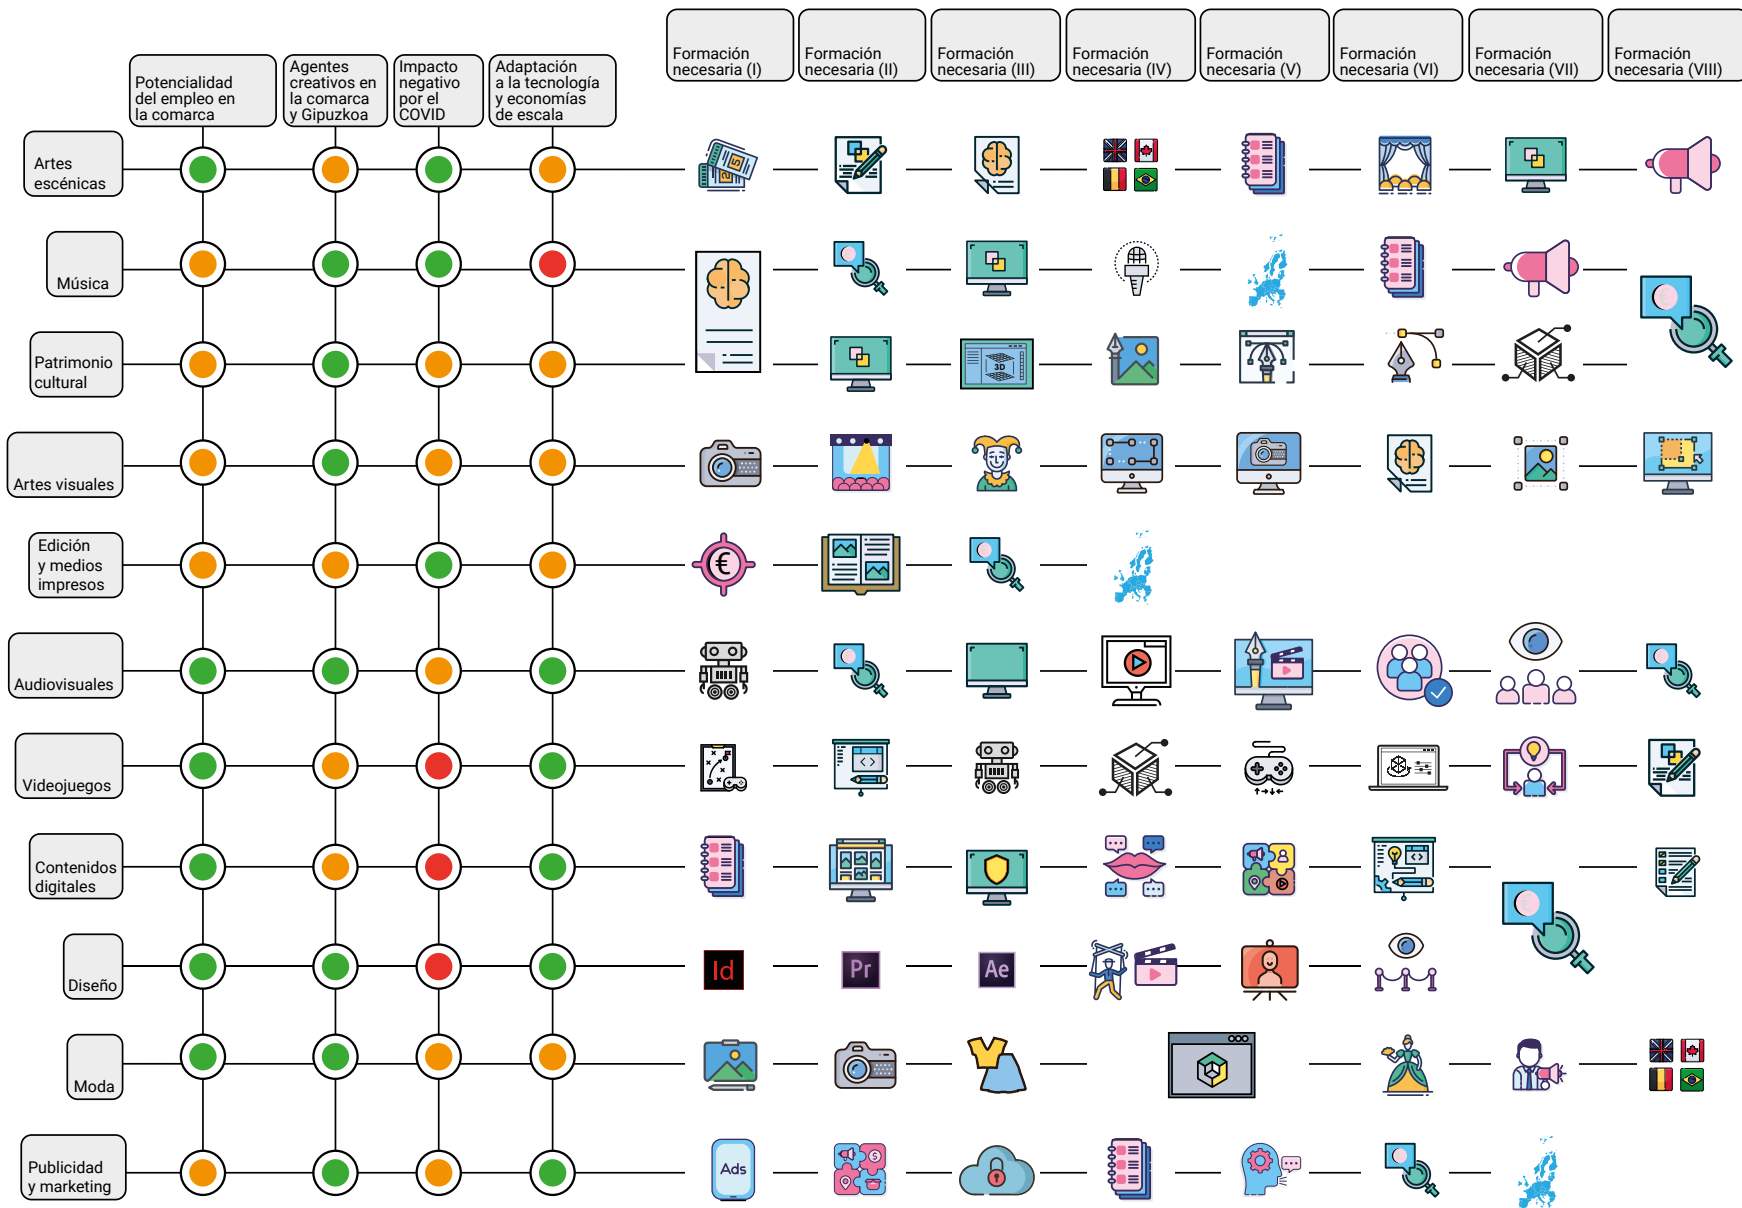 Formación
necesaria (I)
Formación
necesaria (II)
Formación
necesaria (III)
Formación
necesaria (IV)
Formación
necesaria (V)
Formación
necesaria (VI)
Formación
necesaria (VII)
Formación
necesaria (VIII)
Potencialidad
del empleo en
la comarca
Agentes
creativos en
la comarca
y Gipuzkoa
Impacto
negativo
por el
COVID
Adaptación
a la tecnología
y economías
de escala
Artes
escénicas
Música
Patrimonio
cultural
3D
Artes visuales
Edición
y medios
impresos
€
Audiovisuales
Videojuegos
Contenidos
digitales
Diseño
Id
Pr
Ae
Moda
Publicidad
y marketing
Ads
$